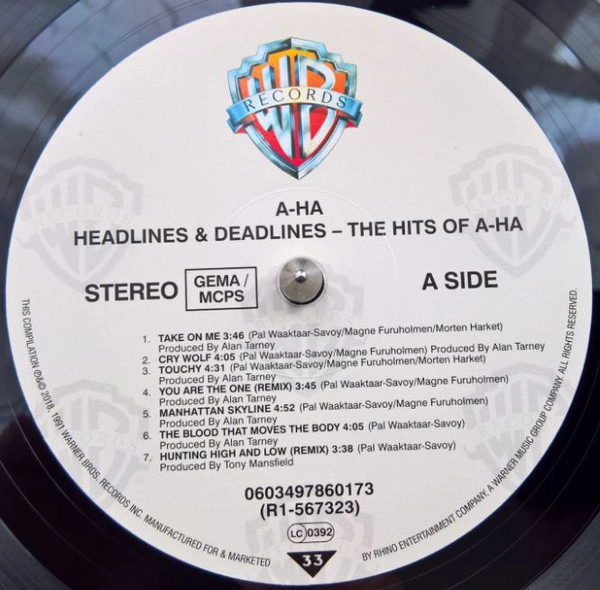 WB
RECORDS
A-HA
HEADLINES & DEADLINES – THE HITS OF A-HA
STEREO
GEMA /
MCPS
A SIDE
1. TAKE ON ME 3:46 (Pal Waaktaar-Savoy/Magne Furuholmen/Morten Harket)
Produced By Alan Tarney
2. CRY WOLF 4:05 (Pal Waaktaar-Savoy/Magne Furuholmen) Produced By Alan Tarney
3. TOUCHY 4:31 (Pal Waaktaar-Savoy/Magne Furuholmen/Morten Harket)
Produced By Alan Tarney
4. YOU ARE THE ONE (REMIX) 3:45 (Pal Waaktaar-Savoy/Magne Furuholmen)
Produced By Alan Tarney
5. MANHATTAN SKYLINE 4:52 (Pal Waaktaar-Savoy/Magne Furuholmen)
Produced By Alan Tarney
6. THE BLOOD THAT MOVES THE BODY 4:05 (Pal Waaktaar-Savoy)
Produced By Alan Tarney
7. HUNTING HIGH AND LOW (REMIX) 3:38 (Pal Waaktaar-Savoy)
Produced By Tony Mansfield
0603497860173
(R1-567323)
LC 0392
33
THIS COMPILATION ℗&© 2018, 1991 WARNER BROS. RECORDS INC. MANUFACTURED FOR & MARKETED BY RHINO ENTERTAINMENT COMPANY, A WARNER MUSIC GROUP COMPANY. ALL RIGHTS RESERVED.